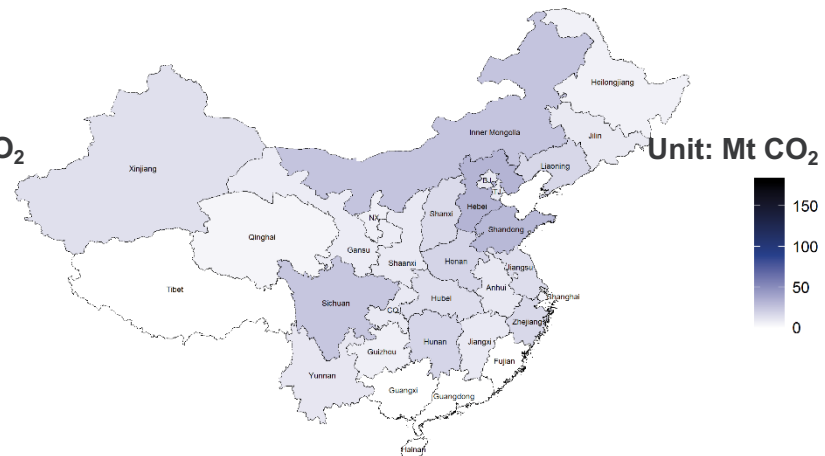 Heilongjiang
Inner Mongolla
Jilin
O₂
Unit: Mt CO₂
Xinjiang
Liaoning
BJ
TJ
150
Hebei
NX
Shanxi
Shandong
Qinghai
100
Gansu
Henan
Shaanxi
Jiangsu
Tibet
Anhui
50
Sichuan
Hubei
Shanghai
CQ
Zhejiang
0
Hunan
Jiangxi
Guizhou
Fujian
Yunnan
Guangxi
Guangdong
Hainan